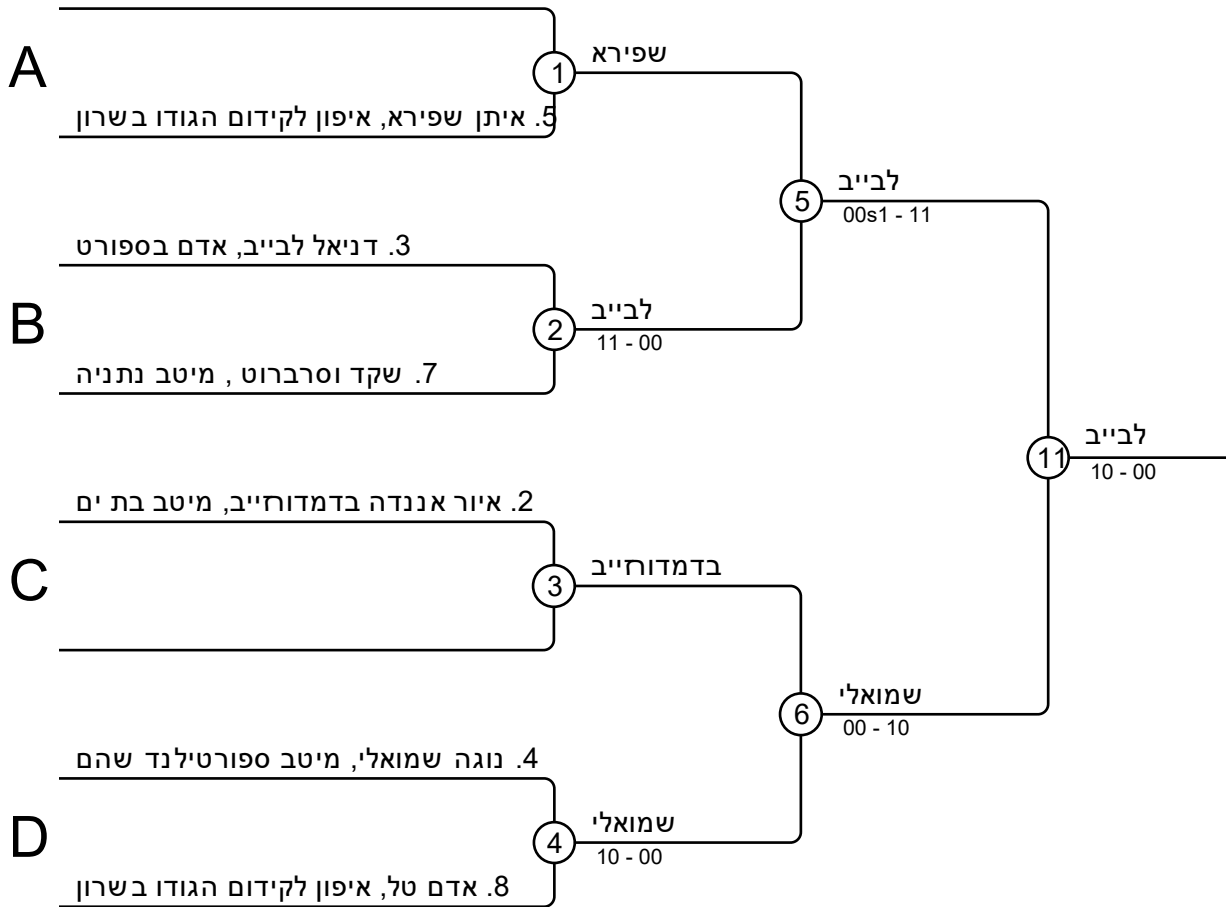 A
1
שפירא
5. איתן שפירא, איפון לקידום הגודו בשרון
5
לבייב
00s1 - 11
3. דניאל לבייב, אדם בספורט
B
2
לבייב
11 - 00
7. שקד וסרברוט , מיטב נתניה
11
לבייב
10 - 00
2. איור אננדה בדמדורזייב, מיטב בת ים
C
3
בדמדורזייב
6
שמואלי
00 - 10
4. נוגה שמואלי, מיטב ספורטילנד שהם
D
4
שמואלי
10 - 00
8. אדם טל, איפון לקידום הגודו בשרון